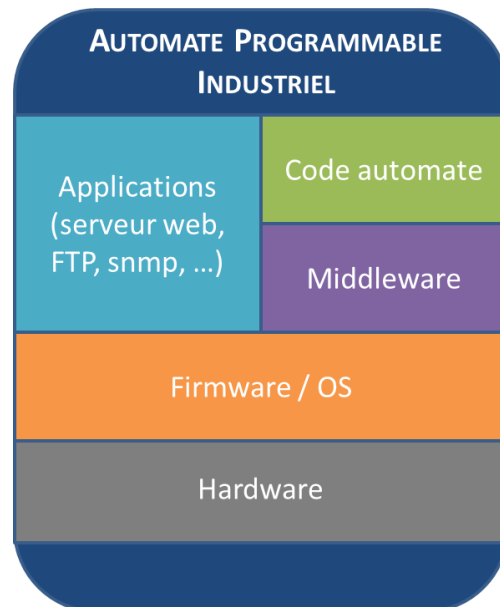 AUTOMATE PROGRAMMABLE
INDUSTRIEL
Applications
(serveur web,
FTP, snmp, ...)
Code automate
Middleware
Firmware / OS
Hardware